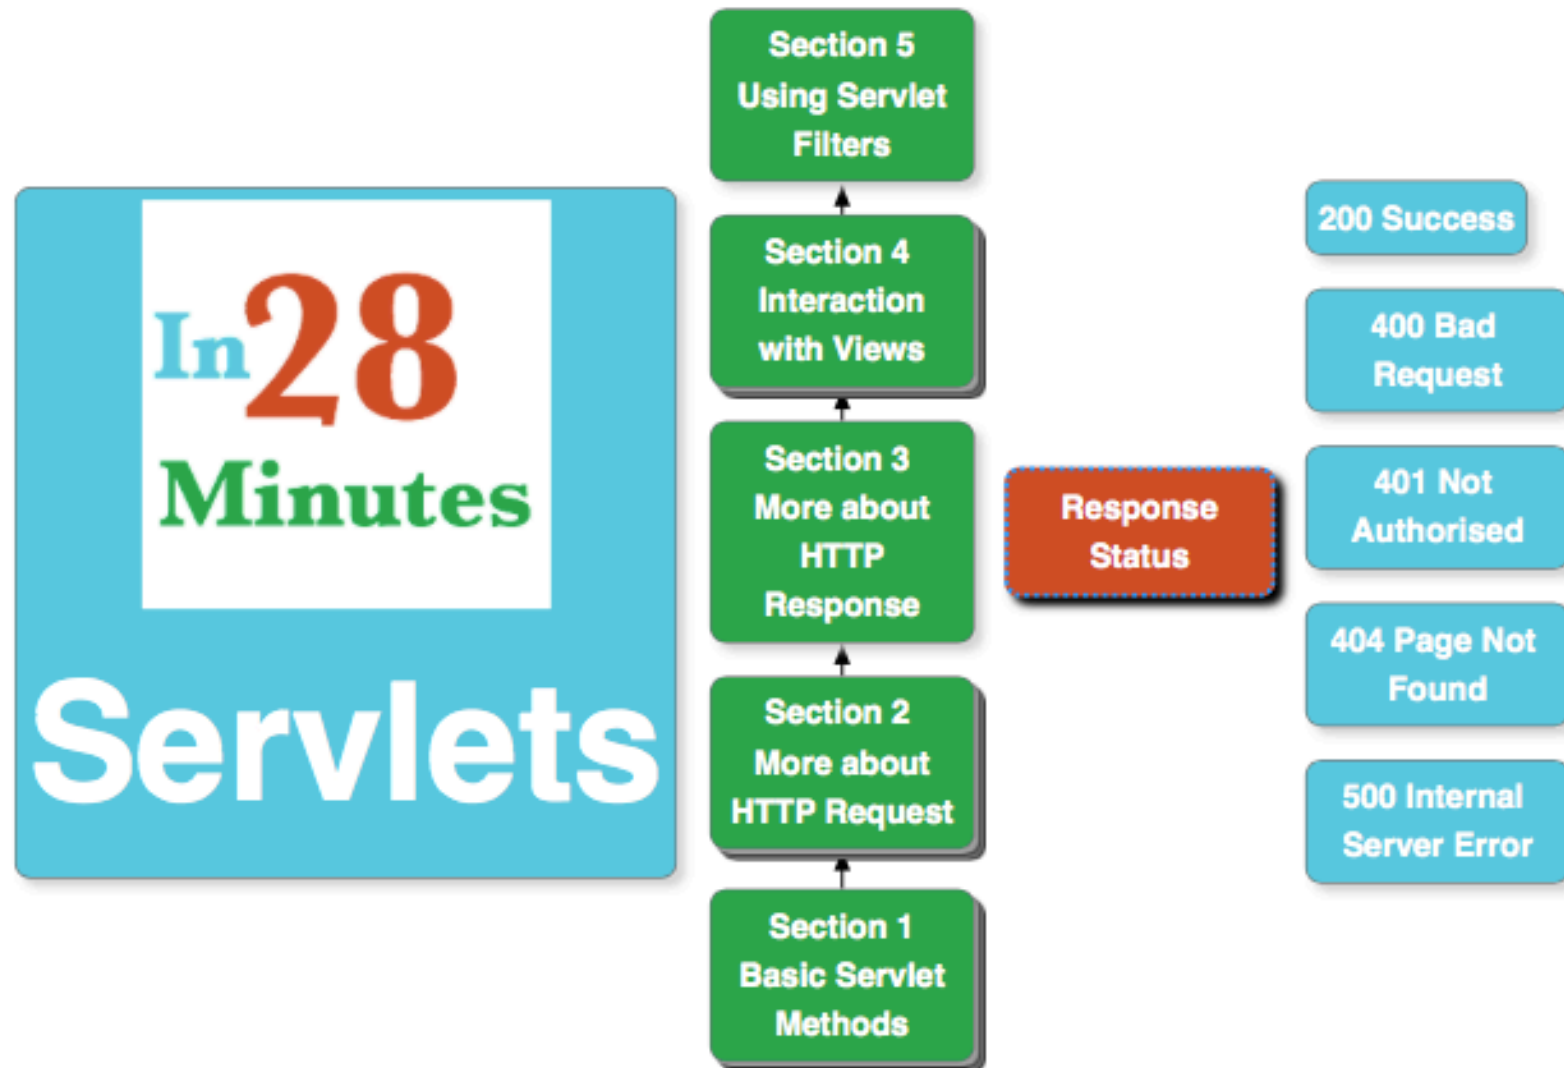 In 28
Minutes
Servlets
Section 5
Using Servlet
Filters
Section 4
Interaction
with Views
Section 3
More about
HTTP
Response
Section 2
More about
HTTP Request
Section 1
Basic Servlet
Methods
Response
Status
200 Success
400 Bad
Request
401 Not
Authorised
404 Page Not
Found
500 Internal
Server Error